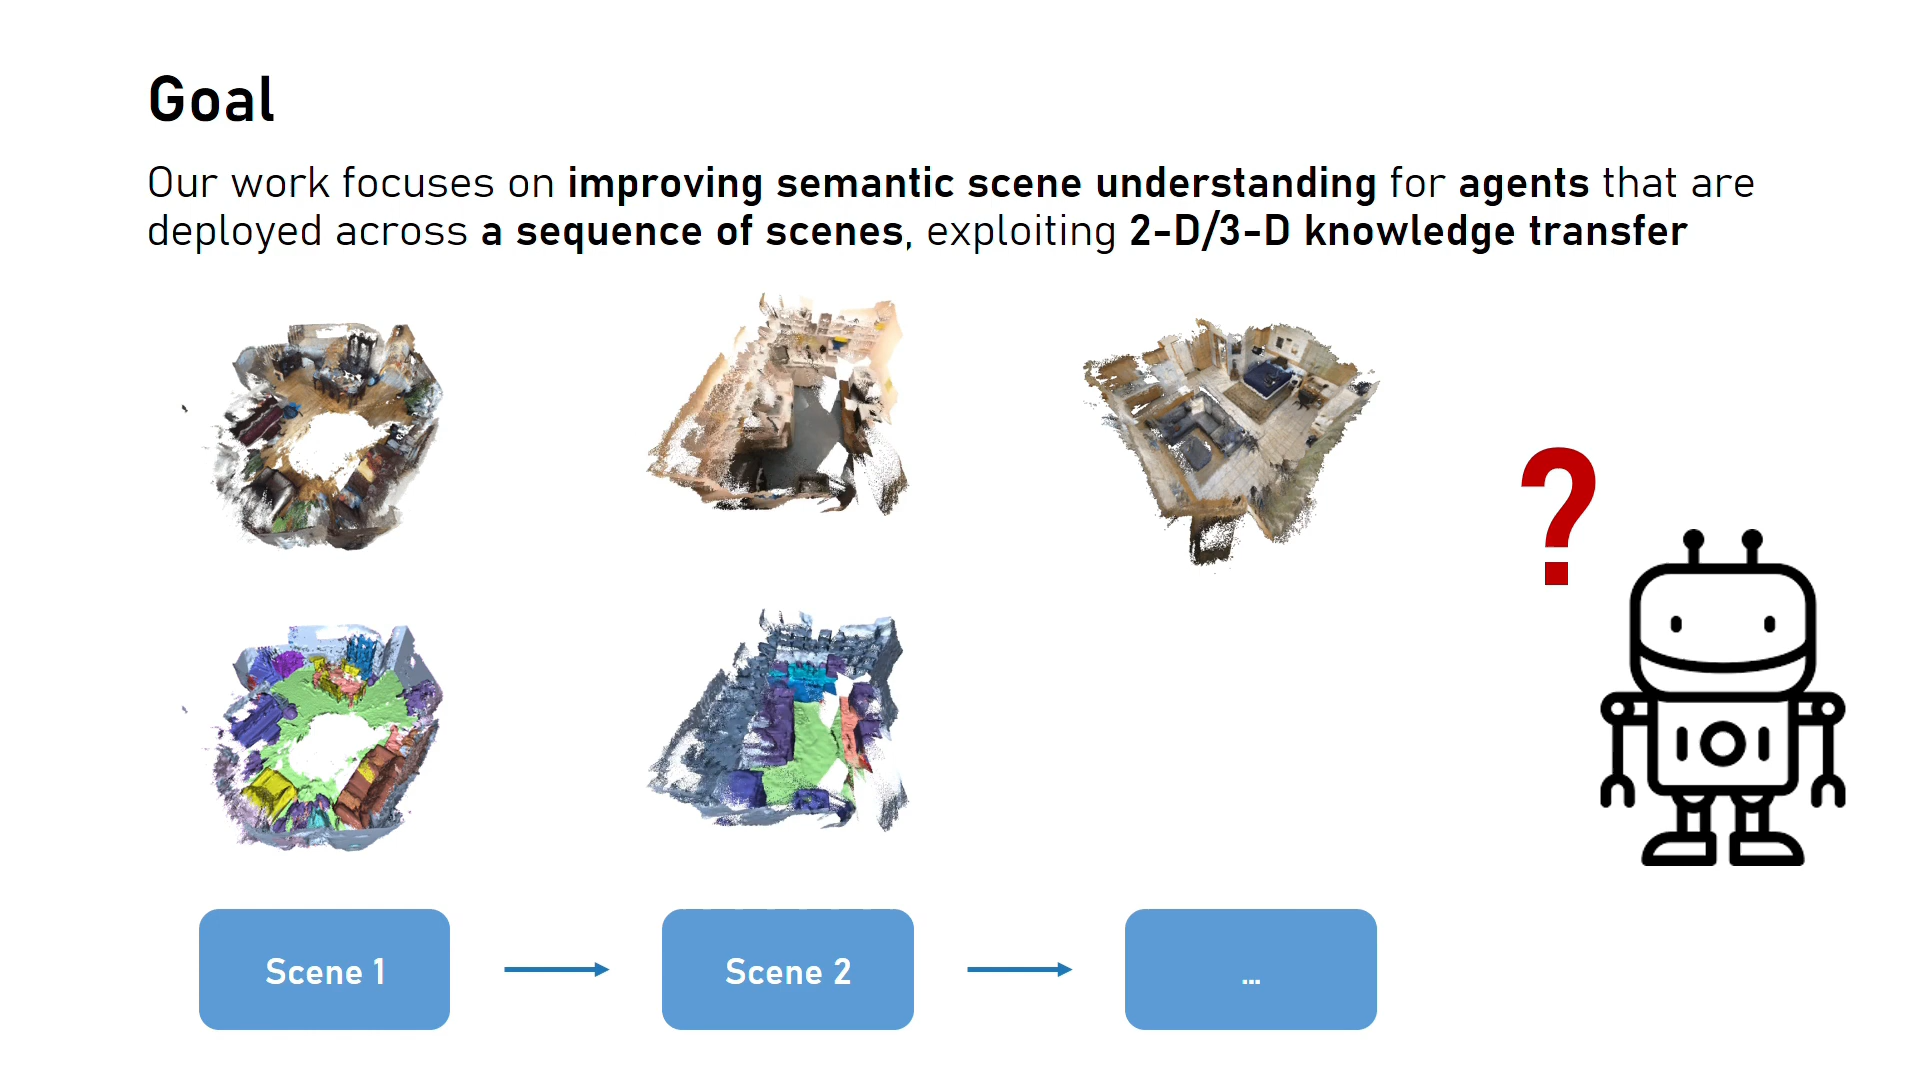 Goal
Our work focuses on improving semantic scene understanding for agents that are
deployed across a sequence of scenes, exploiting 2-D/3-D knowledge transfer
?
Scene 1
Scene 2
...